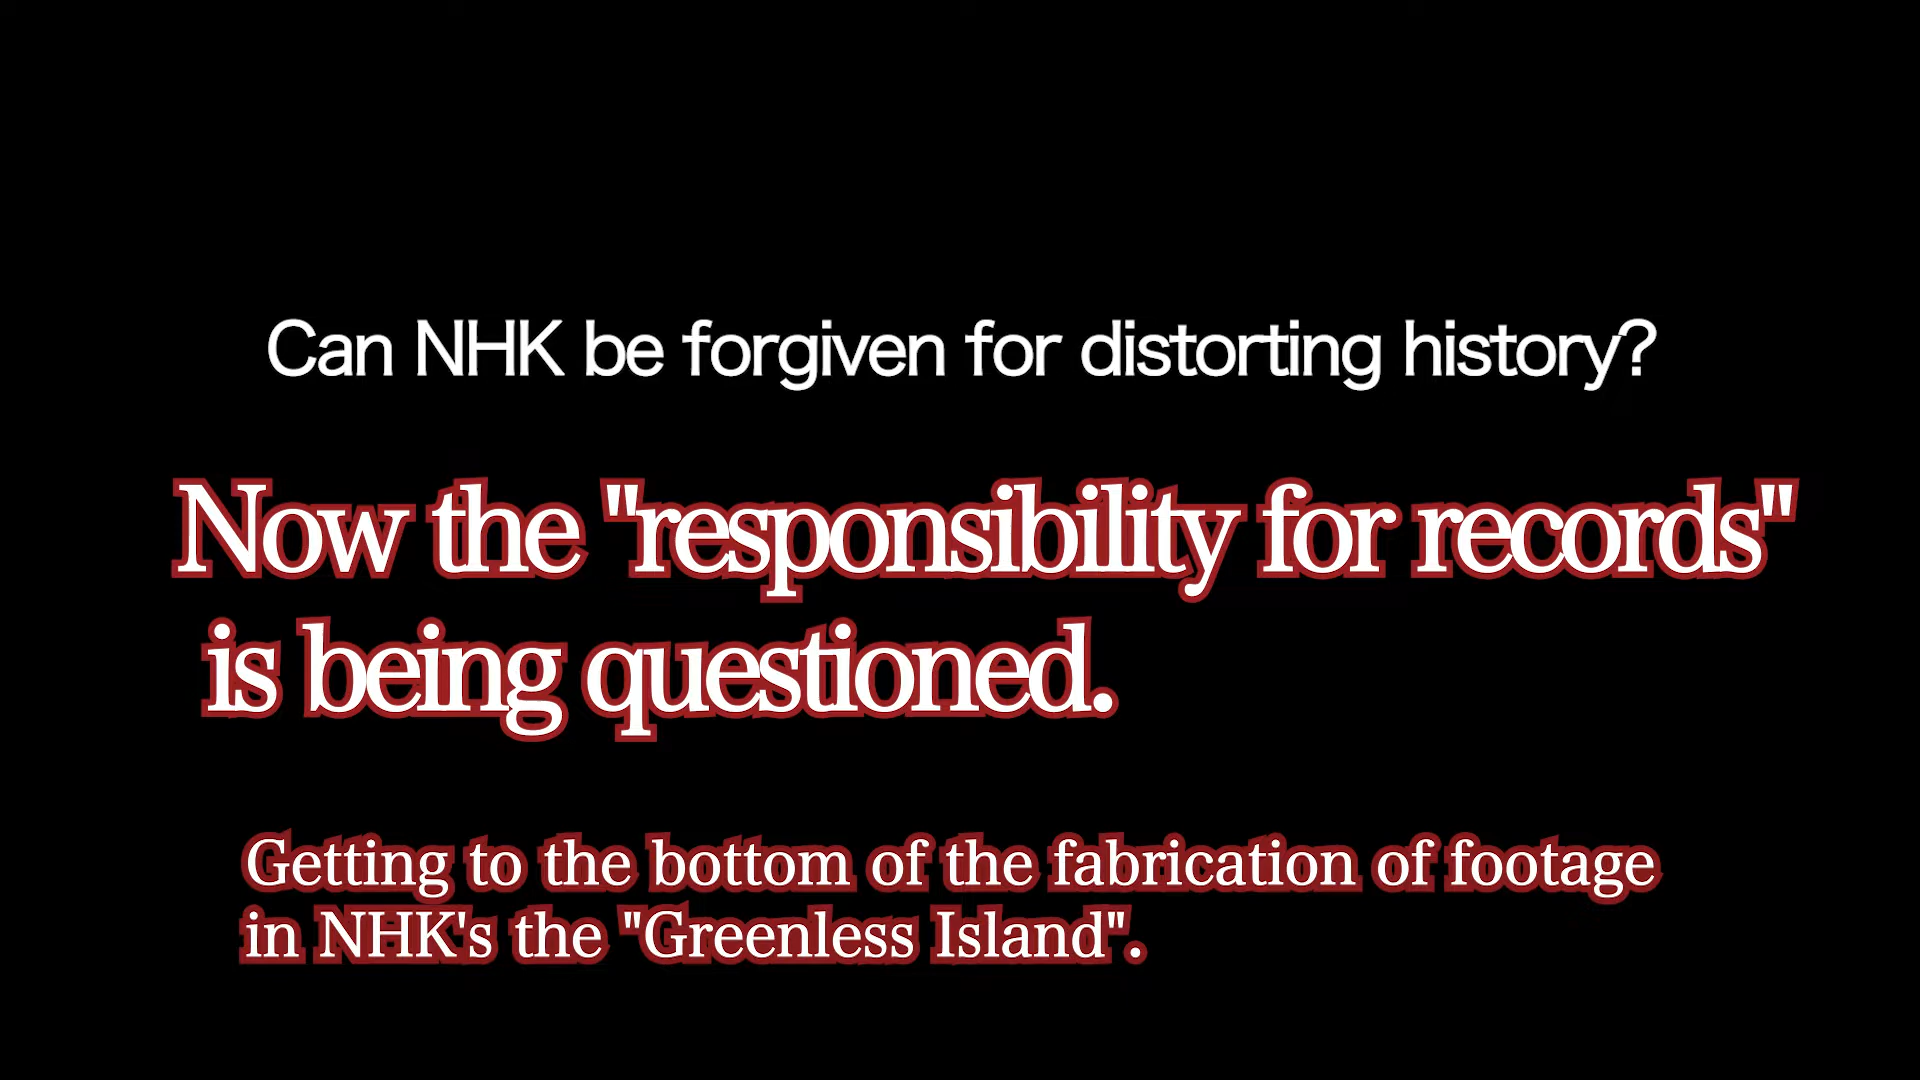 Can NHK be forgiven for distorting history?
Now the "responsibility for records"
is being questioned.
Getting to the bottom of the fabrication of footage
in NHK's the "Greenless Island".